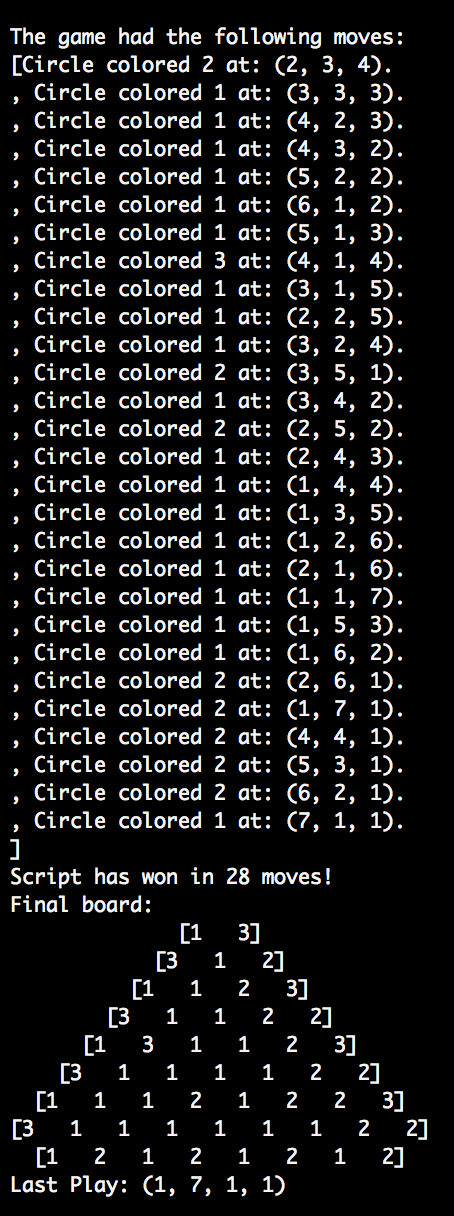 The game had the following moves:
[Circle colored 2 at: (2, 3, 4).
, Circle colored 1 at: (3, 3, 3).
, Circle colored 1 at: (4, 2, 3).
, Circle colored 1 at: (4, 3, 2).
, Circle colored 1 at: (5, 2, 2).
, Circle colored 1 at: (6, 1, 2).
, Circle colored 1 at: (5, 1, 3).
, Circle colored 3 at: (4, 1, 4).
, Circle colored 1 at: (3, 1, 5).
, Circle colored 1 at: (2, 2, 5).
, Circle colored 1 at: (3, 2, 4).
, Circle colored 2 at: (3, 5, 1).
, Circle colored 1 at: (3, 4, 2).
, Circle colored 2 at: (2, 5, 2).
, Circle colored 1 at: (2, 4, 3).
, Circle colored 1 at: (1, 4, 4).
, Circle colored 1 at: (1, 3, 5).
, Circle colored 1 at: (1, 2, 6).
, Circle colored 1 at: (2, 1, 6).
, Circle colored 1 at: (1, 1, 7).
, Circle colored 1 at: (1, 5, 3).
, Circle colored 1 at: (1, 6, 2).
, Circle colored 2 at: (2, 6, 1).
, Circle colored 2 at: (1, 7, 1).
, Circle colored 2 at: (4, 4, 1).
, Circle colored 2 at: (5, 3, 1).
, Circle colored 2 at: (6, 2, 1).
, Circle colored 1 at: (7, 1, 1).
]
Script has won in 28 moves!
Final board:
[1   3]
[3   1   2]
[1   1   2   3]
[3   1   1   2   2]
[1   3   1   1   2   3]
[3   1   1   1   1   2   2]
[1   1   1   2   1   2   2   3]
[3   1   1   1   1   1   1   2   2]
[1   2   1   2   1   2   1   2]
Last Play: (1, 7, 1, 1)